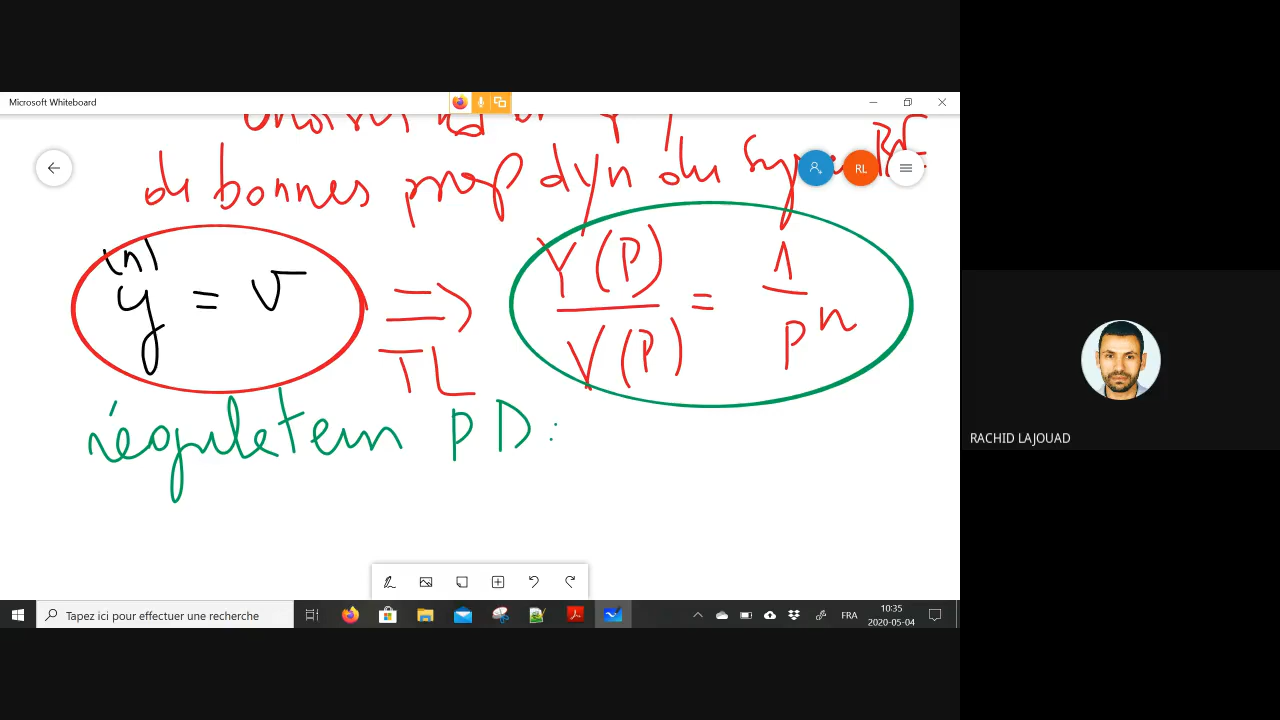 Microsoft Whiteboard
de bonnes prop dyn du
RL
y⁽ⁿ⁾ = v ⇒ Y(P)/V(P) = 1/Pⁿ
TL
régulateur PD:
RACHID LAJOUAD
Tapez ici pour effectuer une recherche
FRA
10:35
2020-05-04